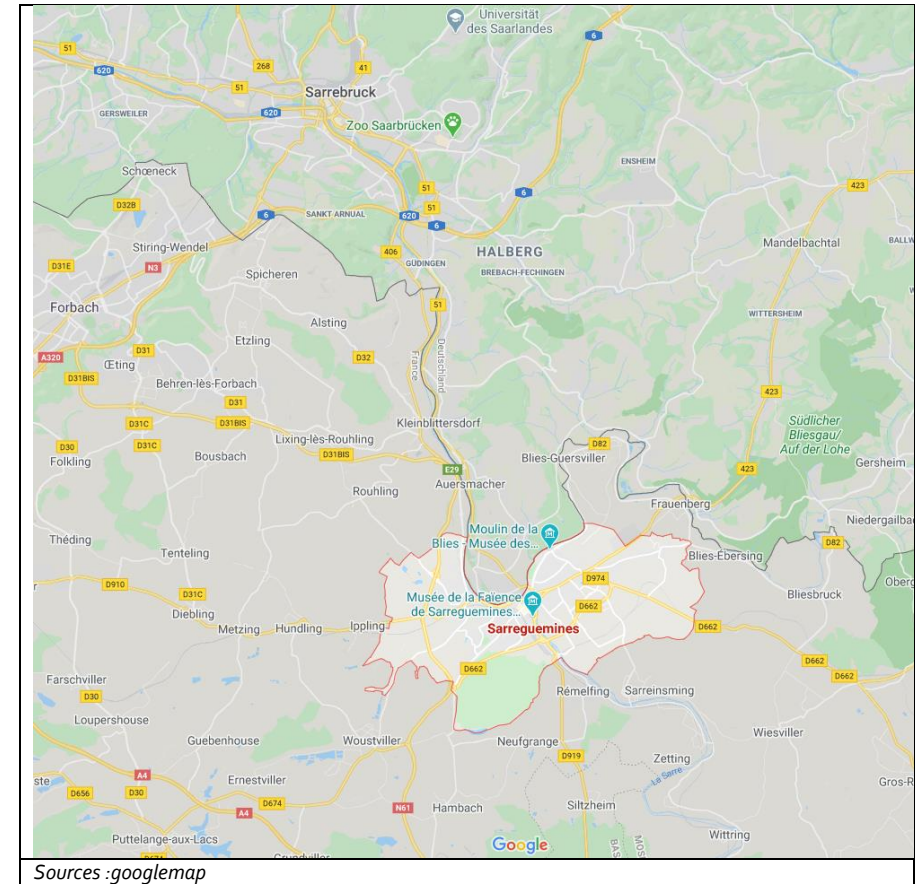 Universität
des Saarlandes
51
6
620
268
41
51
Sarrebruck
GERSWEILER
620
Zoo Saarbrücken
ENSHEIM
Schœneck
51
6
423
D32B
51
6
SANKT ARNUAL
620
6
Stiring-Wendel
406
HALBERG
Mandelbachtal
D31E
N3
GÜDINGEN
BREBACH-FECHINGEN
Spicheren
Forbach
51
WITTERSHEIM
Alsting
Etzling
D31
D32
France
Deutschland
A320
Œting
D31BIS
Behren-lès-Forbach
423
D31
D31C
D31BIS
Kleinblittersdorf
Südlicher
Bliesgau/
Auf der Lohe
D30
D31C
Lixing-lès-Rouhling
D82
Folkling
Bousbach
D31BIS
Blies-Guersviller
Gersheim
E29
423
Auersmacher
Rouhling
Frauenberg
Moulin de la
Blies - Musée des...
Théding
Tenteling
D82
Blies-Ebersing
D910
D974
D31C
Musée de la Faïence
de Sarreguemines...
Bliesbruck
D662
Diebling
Metzing
Hundling
Ippling
Sarreguemines
D662
D662
D662
D662
Farschviller
D30
Rémelfing
Sarreinsming
Loupershouse
Wiesviller
Guebenhouse
Woustviller
Neufgrange
D919
Zetting
A4
Ernestviller
La Sarre
D656
D30
D674
A4
N61
Hambach
Siltzheim
Puttelange-aux-Lacs
Google
Wittring
Sources :googlemap